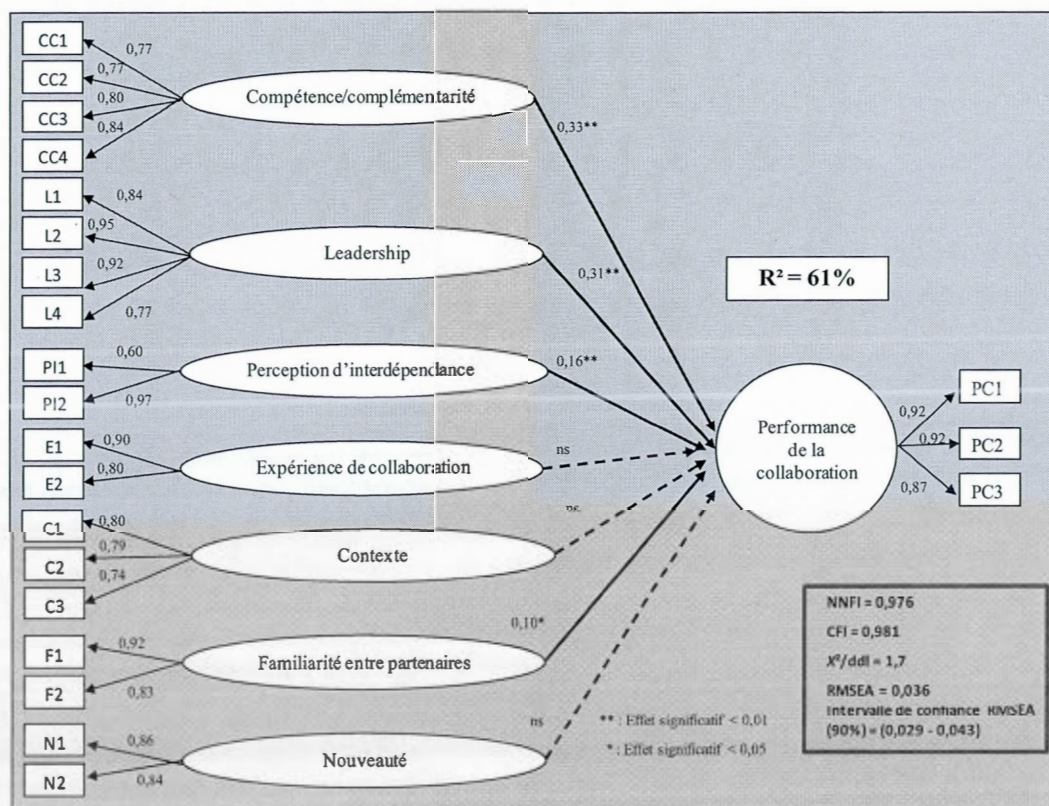 CC1
0,77
CC2
0,77
CC3
0,80
CC4
0,84
Compétence/complémentarité
0,33**
L1
0,84
L2
0,95
L3
0,92
L4
0,77
Leadership
0,31**
R² = 61%
PI1
0,60
PI2
0,97
Perception d'interdépendance
0,16**
E1
0,90
E2
0,80
Expérience de collaboration
ns
Performance
de la
collaboration
0,92
PC1
0,92
PC2
0,87
PC3
C1
0,80
C2
0,79
C3
0,74
Contexte
ns
F1
0,92
F2
0,83
Familiarité entre partenaires
0,10*
N1
0,86
N2
0,84
Nouveauté
ns
** : Effet significatif < 0,01
* : Effet significatif < 0,05
NNFI = 0,976
CFI = 0,981
X²/ddl = 1,7
RMSEA = 0,036
Intervalle de confiance RMSEA
(90%) = (0,029 - 0,043)